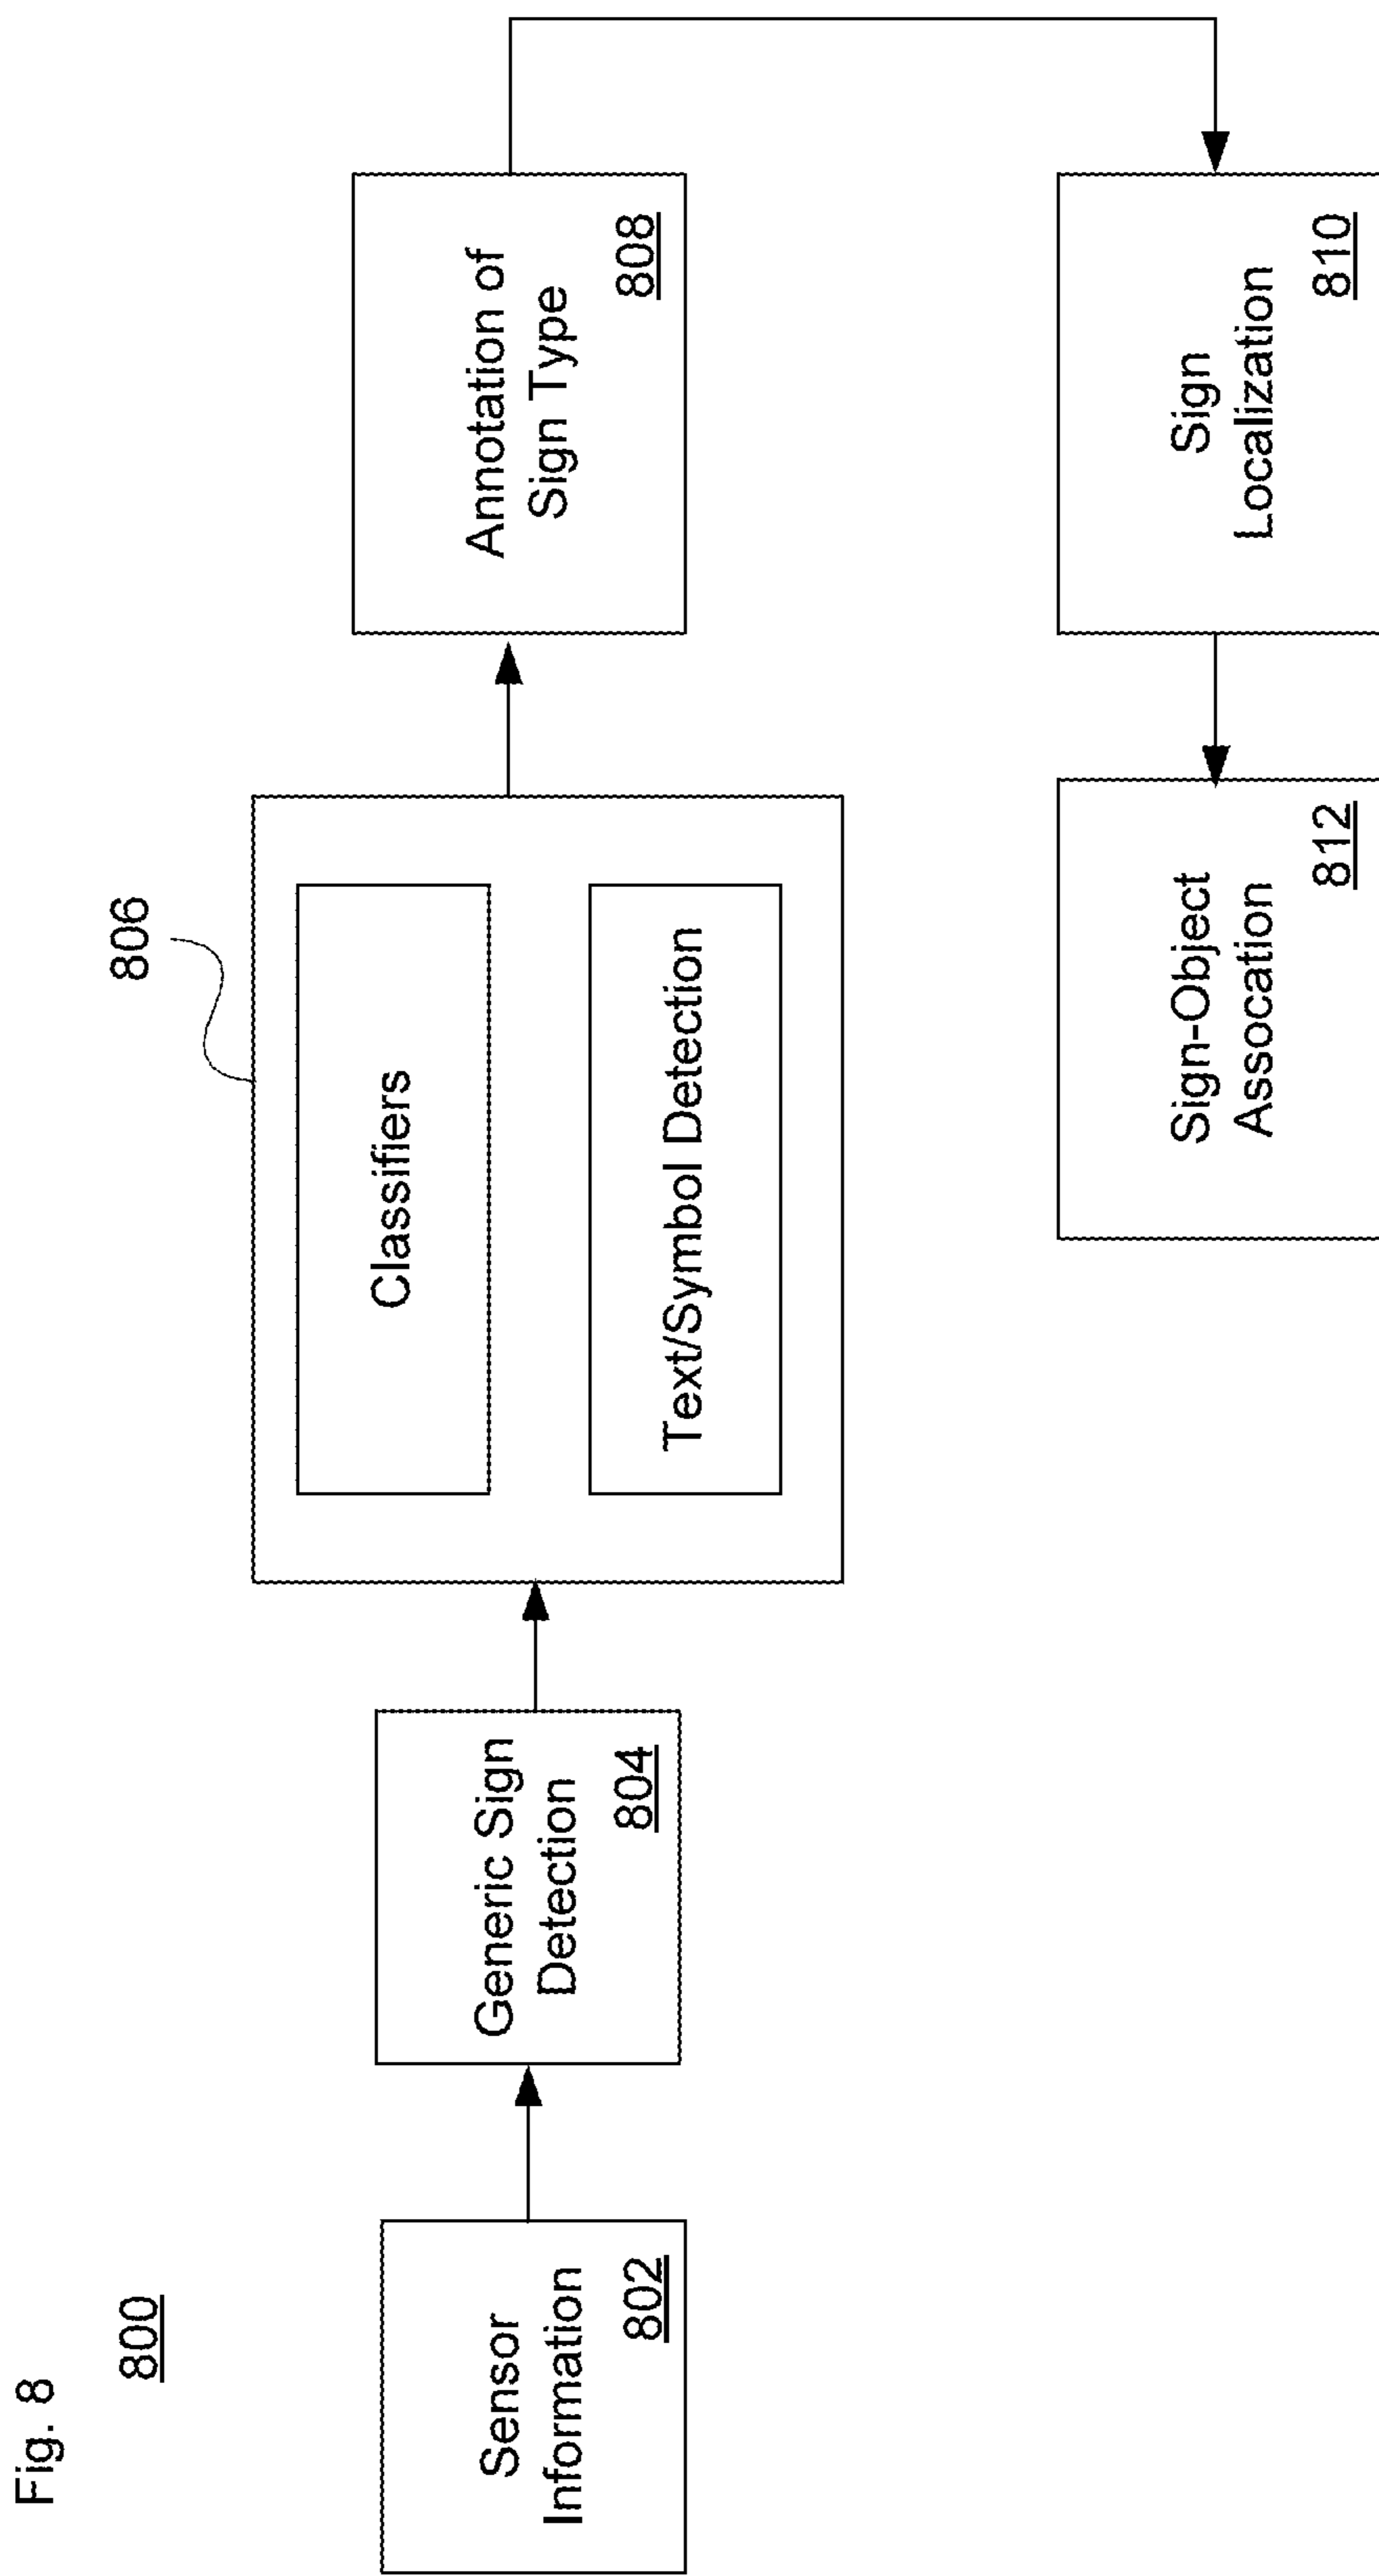 Fig. 8
800
Sensor
Information
802
Generic Sign
Detection
804
806
Classifiers
Text/Symbol Detection
Annotation of
Sign Type
808
Sign
Localization
810
Sign-Object
Assocation
812